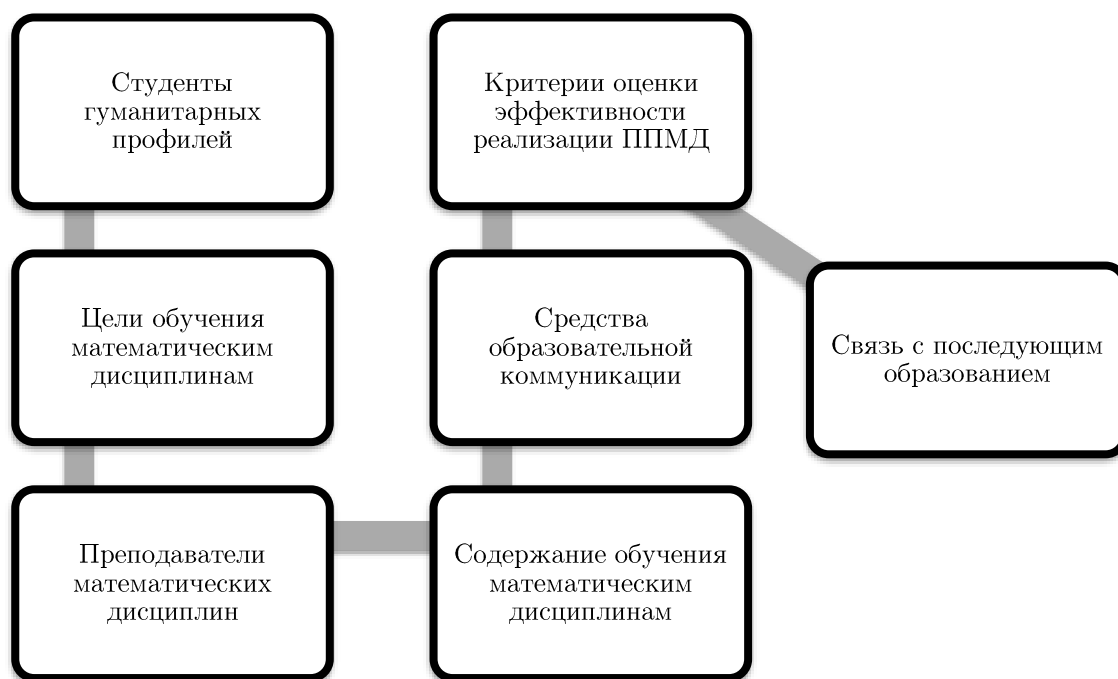 Студенты
гуманитарных
профилей
Цели обучения
математическим
дисциплинам
Преподаватели
математических
дисциплин
Содержание обучения
математическим
дисциплинам
Средства
образовательной
коммуникации
Критерии оценки
эффективности
реализации ППМД
Связь с последующим
образованием